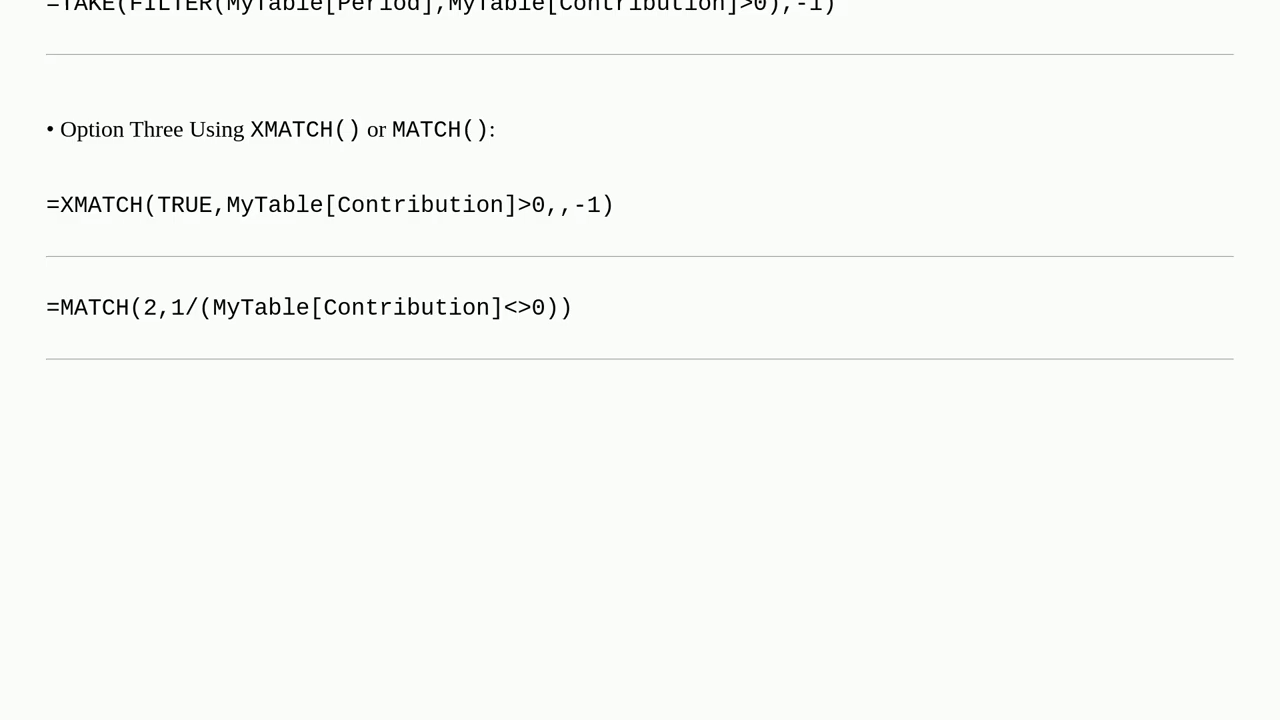 =TAKE(FILTER(MyTable[Period],MyTable[Contribution]>0),-1)
• Option Three Using XMATCH() or MATCH():
=XMATCH(TRUE,MyTable[Contribution]>0,,-1)
=MATCH(2,1/(MyTable[Contribution]<>0))